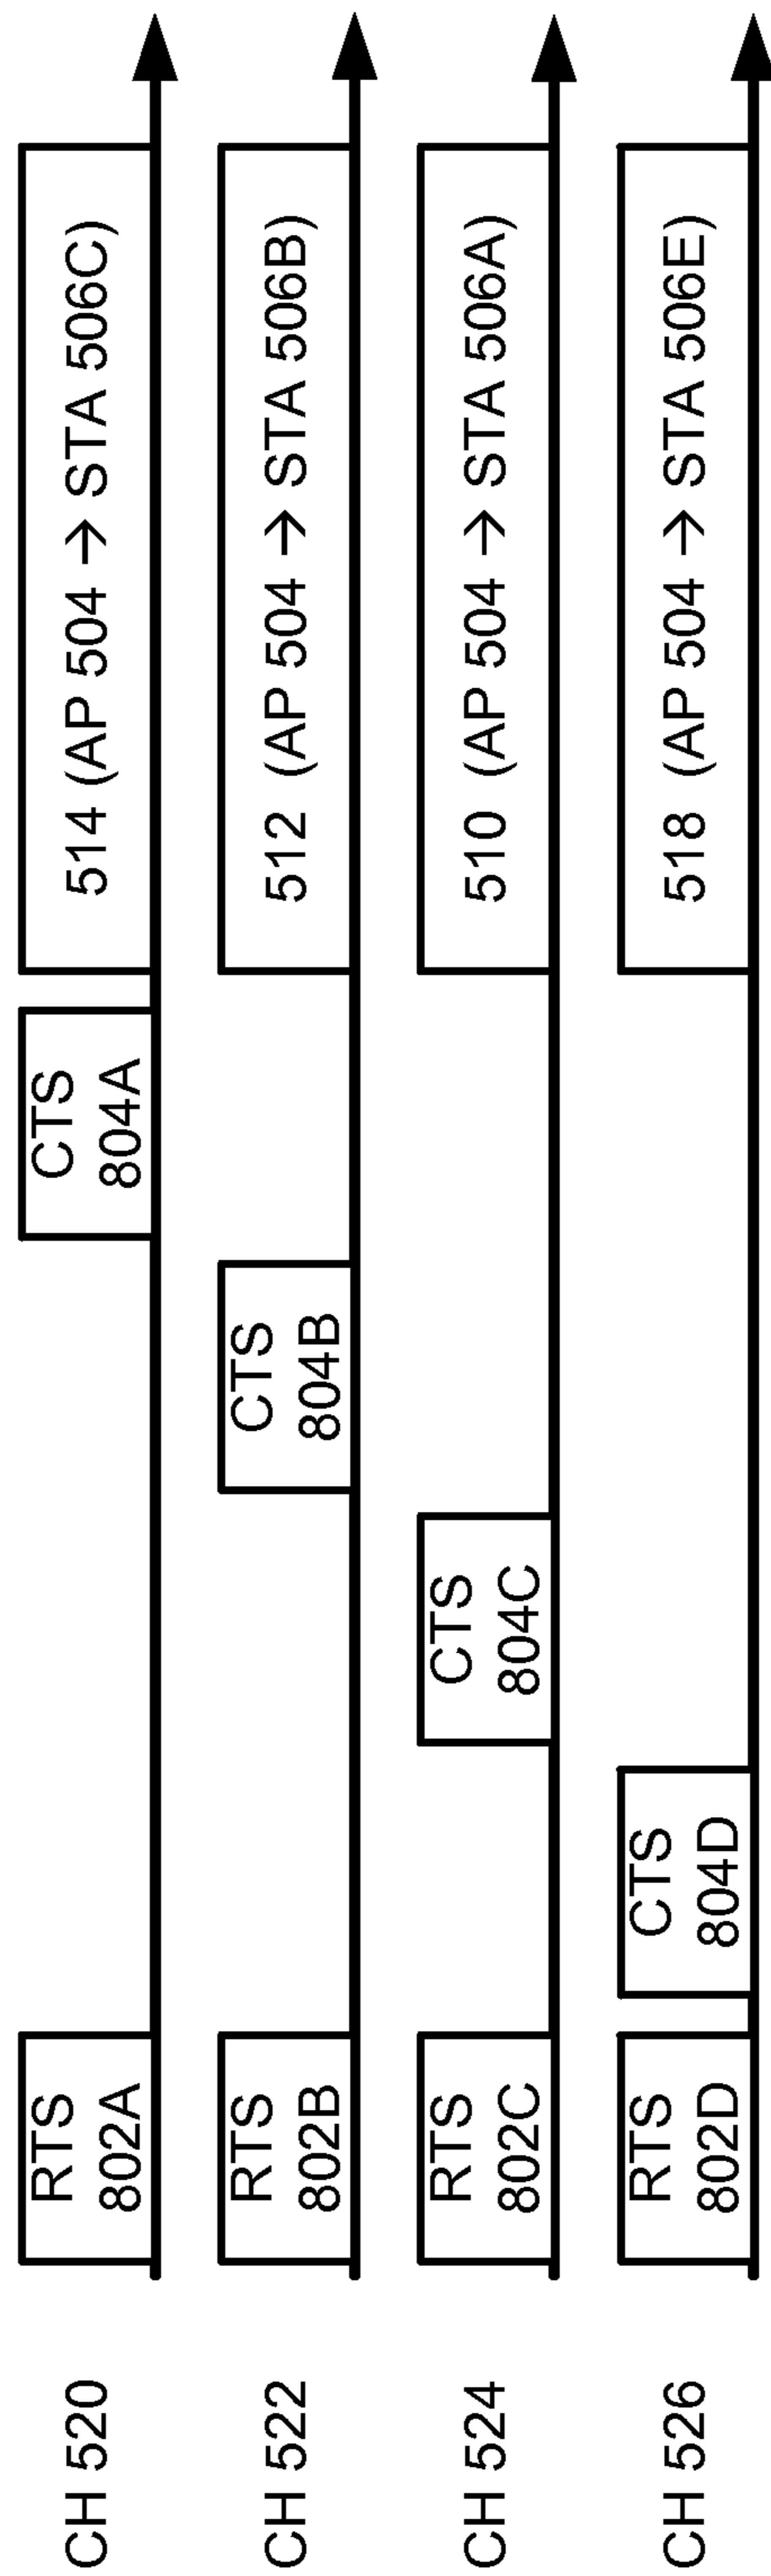 CH 520
RTS
802A
CTS
804A
514 (AP 504 → STA 506C)
CH 522
RTS
802B
CTS
804B
512 (AP 504 → STA 506B)
CH 524
RTS
802C
CTS
804C
510 (AP 504 → STA 506A)
CH 526
RTS
802D
CTS
804D
518 (AP 504 → STA 506E)